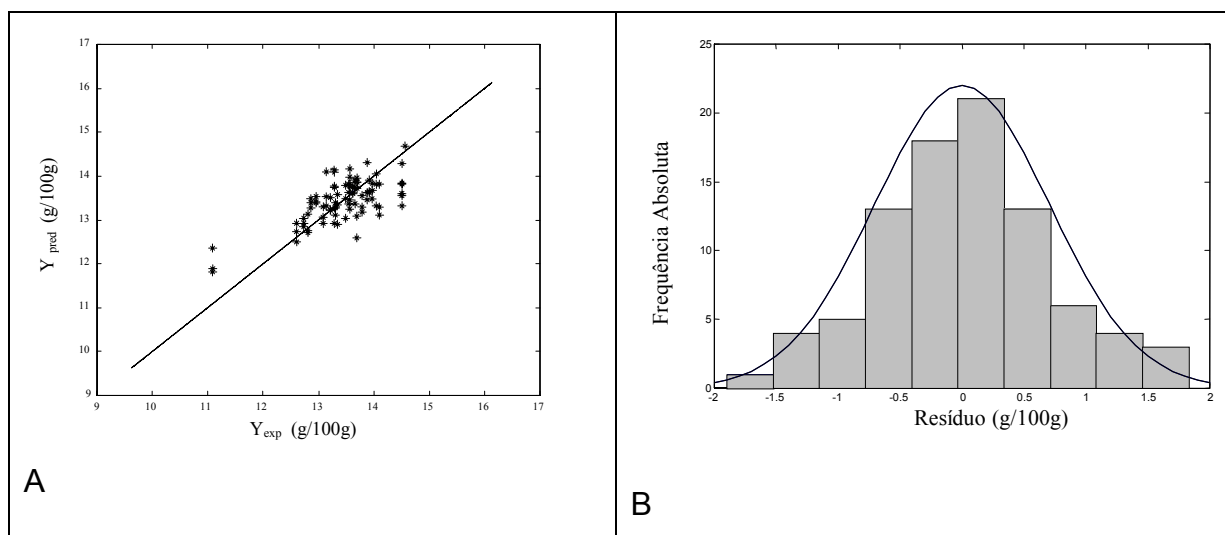 17
16
15
14
13
12
11
10
9
9 10 11 12 13 14 15 16 17
Y pred (g/100g)
Yexp (g/100g)
A
25
20
15
10
5
0
-2 -1.5 -1 -0.5 0 0.5 1 1.5 2
Frequência Absoluta
Resíduo (g/100g)
B